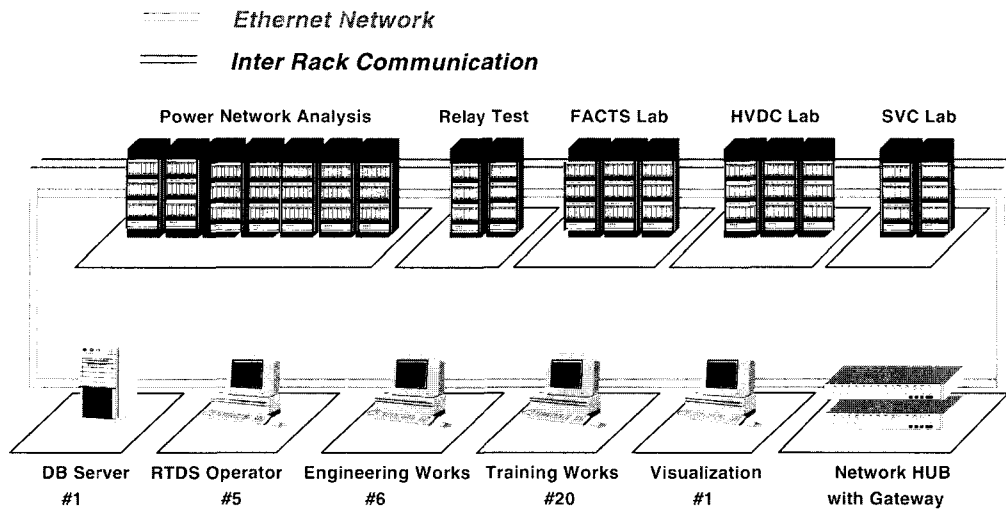 Ethernet Network
Inter Rack Communication
Power Network Analysis
Relay Test
FACTS Lab
HVDC Lab
SVC Lab
DB Server
#1
RTDS Operator
#5
Engineering Works
#6
Training Works
#20
Visualization
#1
Network HUB
with Gateway